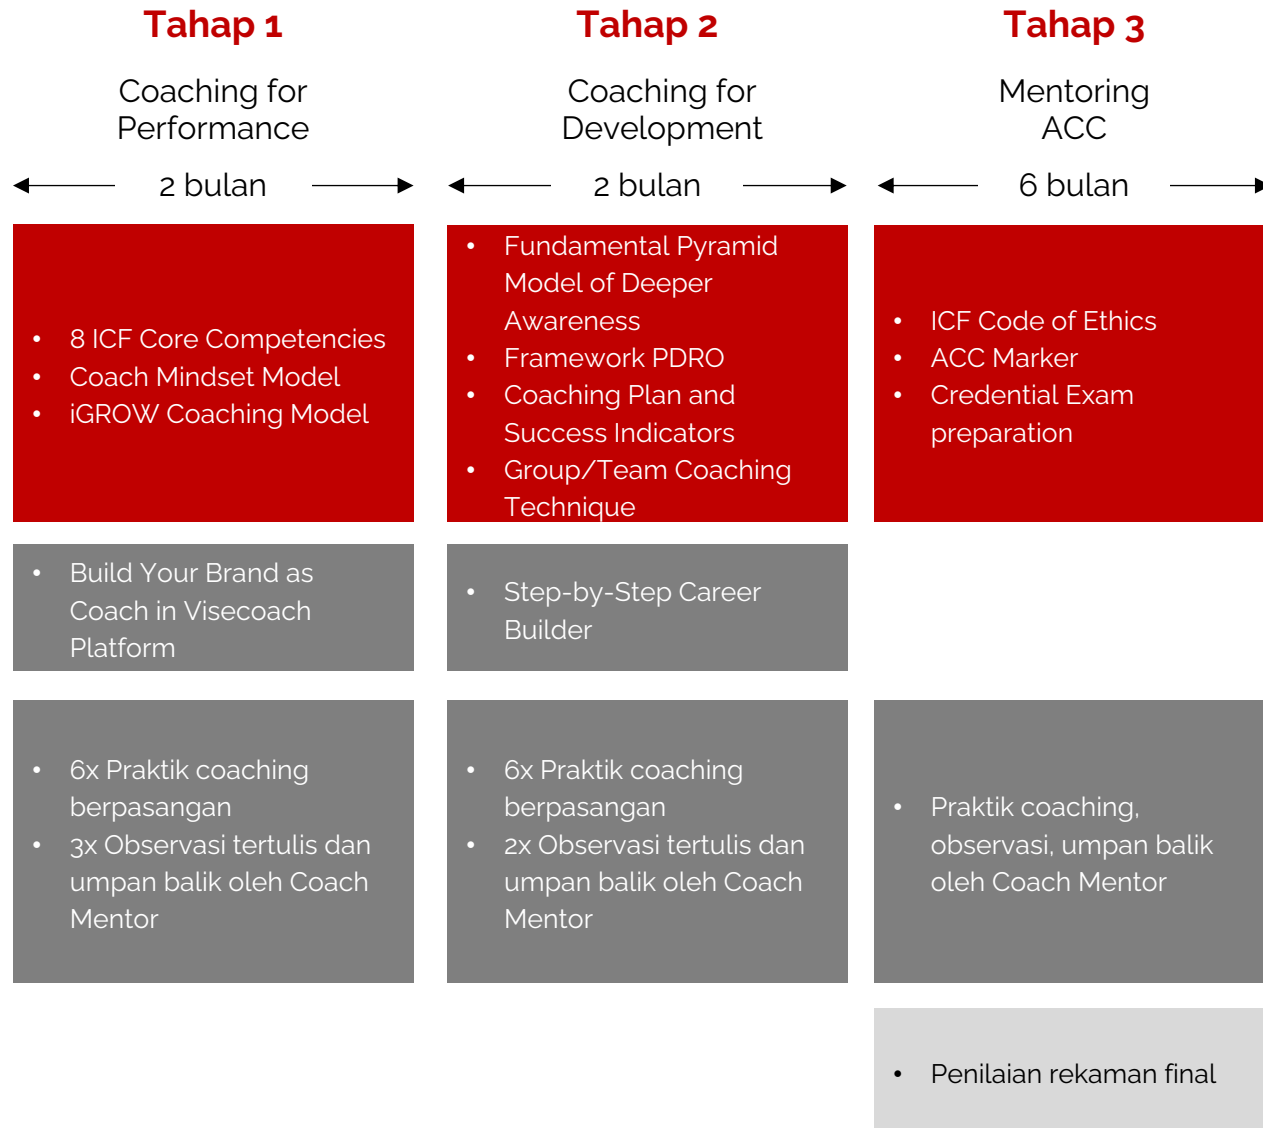 Tahap 1
Coaching for
Performance
2 bulan
• 8 ICF Core Competencies
• Coach Mindset Model
• iGROW Coaching Model
• Build Your Brand as
Coach in Visecoach
Platform
• 6x Praktik coaching
berpasangan
• 3x Observasi tertulis dan
umpan balik oleh Coach
Mentor
Tahap 2
Coaching for
Development
2 bulan
• Fundamental Pyramid
Model of Deeper
Awareness
• Framework PDRO
• Coaching Plan and
Success Indicators
• Group/Team Coaching
Technique
• Step-by-Step Career
Builder
• 6x Praktik coaching
berpasangan
• 2x Observasi tertulis dan
umpan balik oleh Coach
Mentor
Tahap 3
Mentoring
ACC
6 bulan
• ICF Code of Ethics
• ACC Marker
• Credential Exam
preparation
• Praktik coaching,
observasi, umpan balik
oleh Coach Mentor
• Penilaian rekaman final